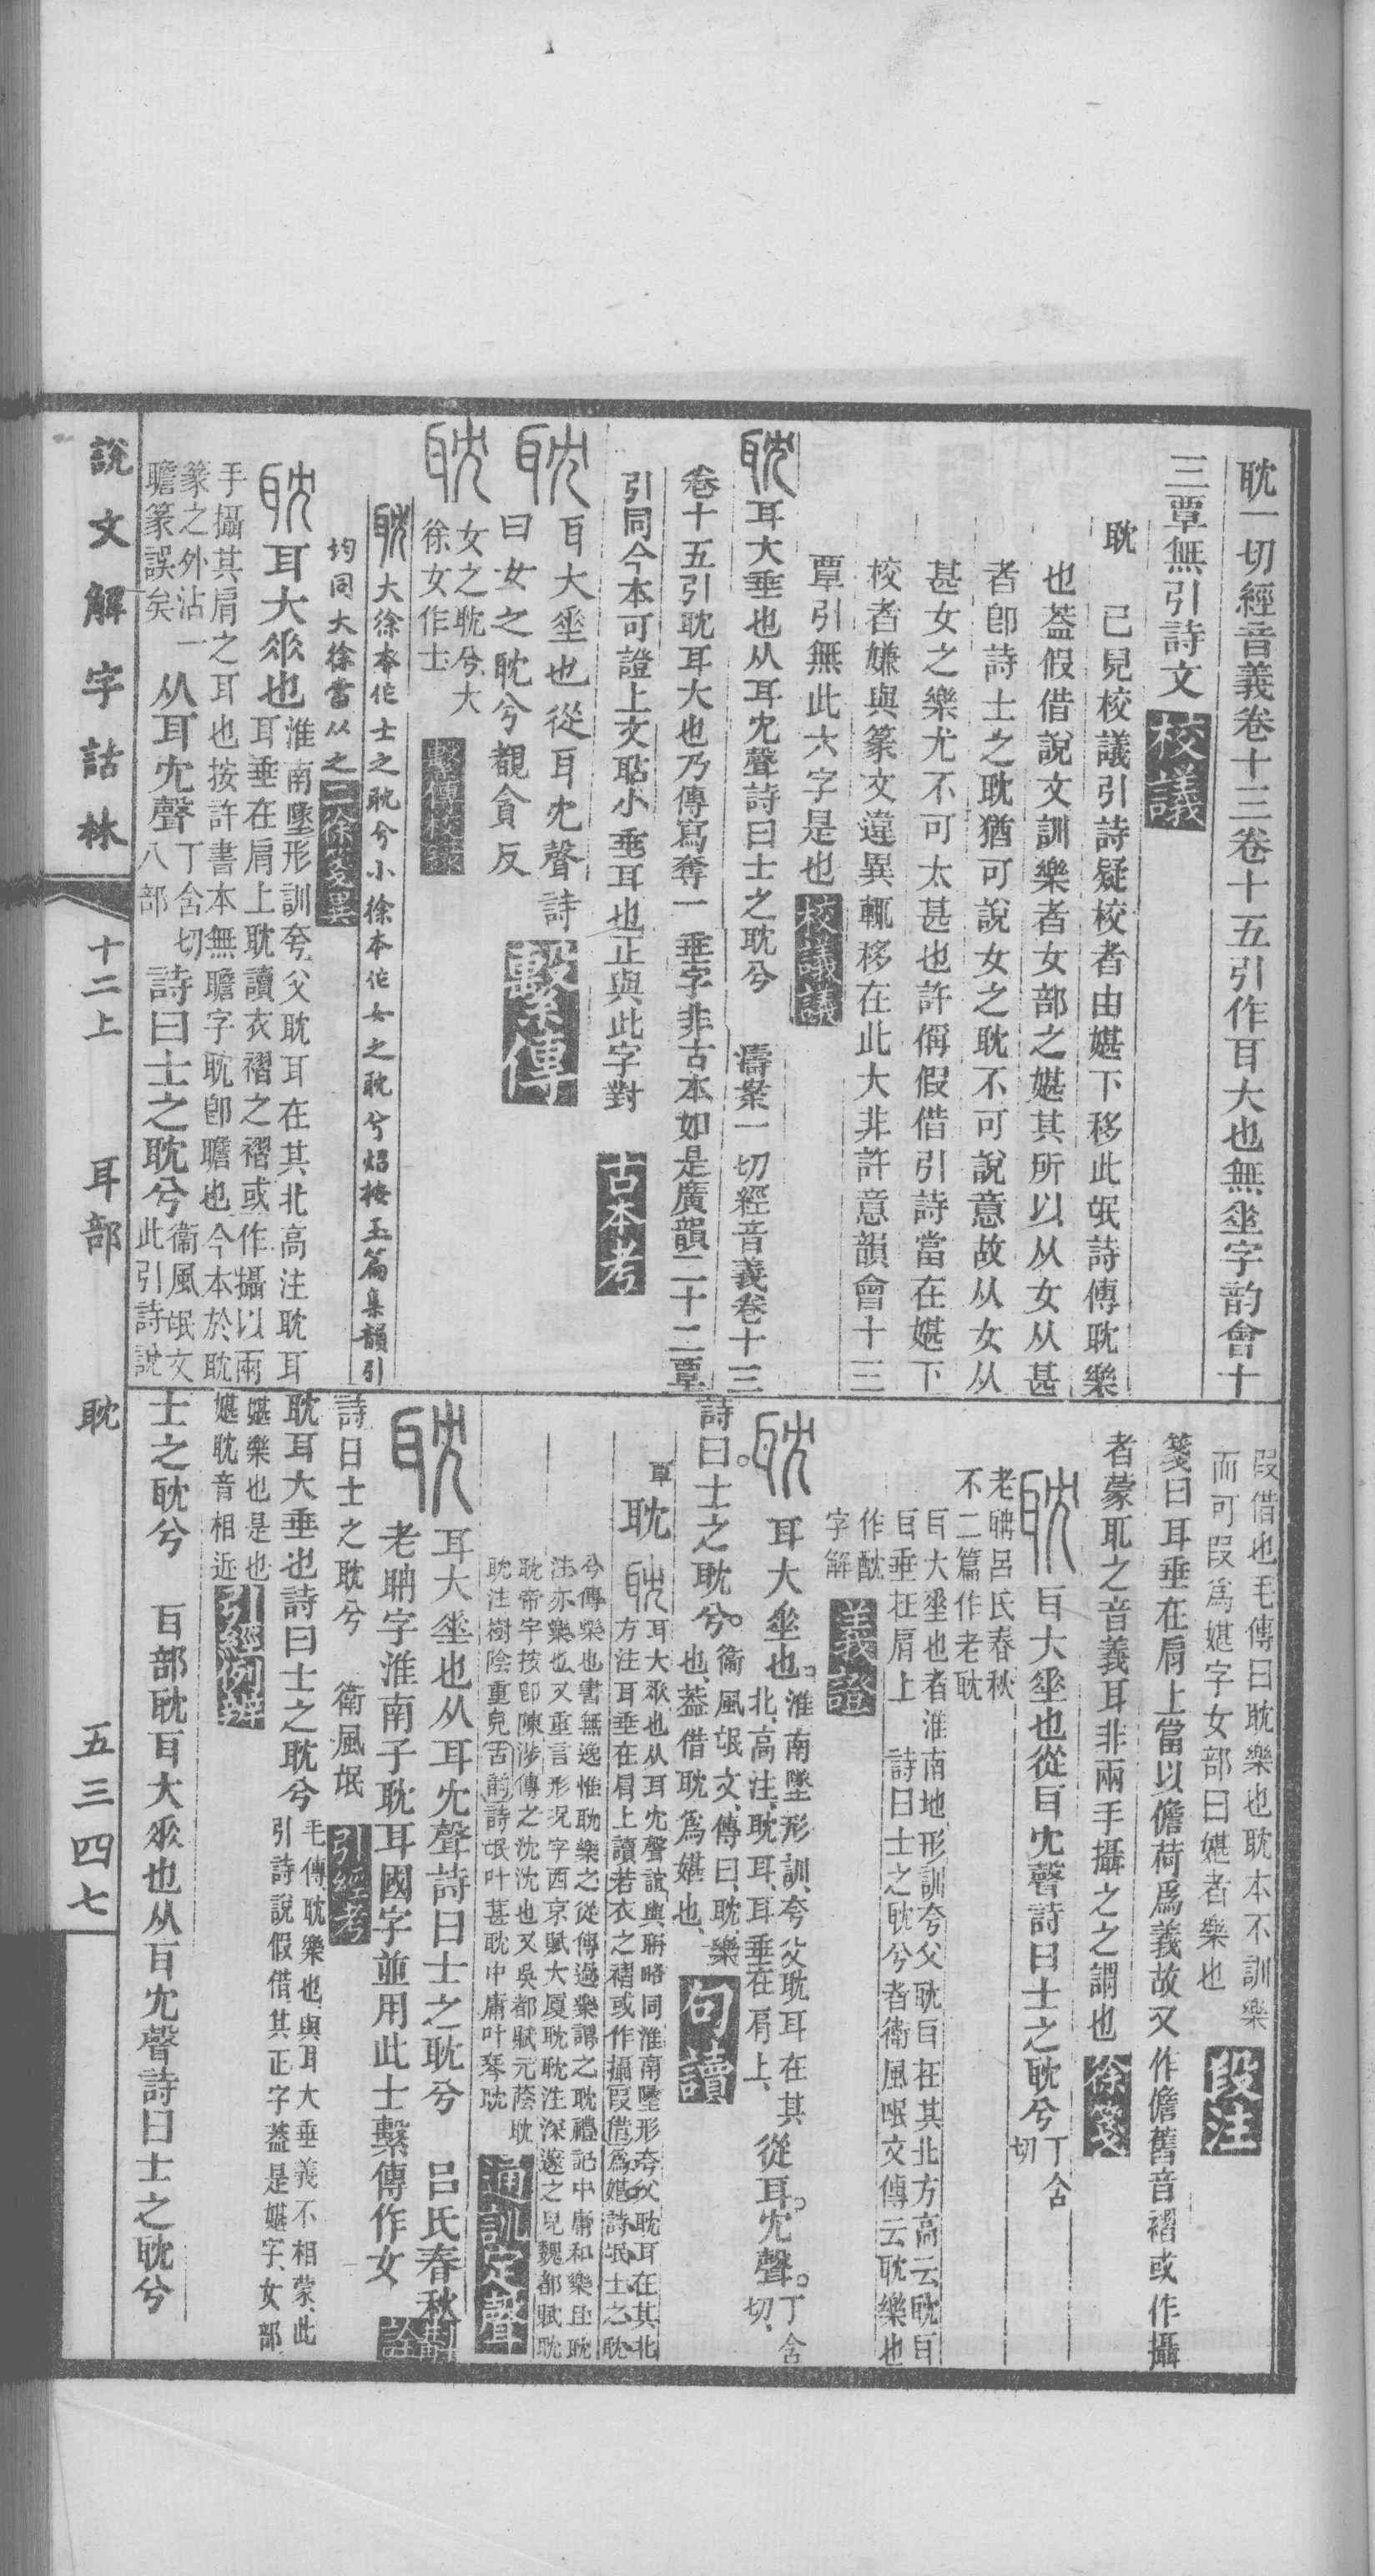 耽一切經音義卷十三卷十五引作耳大也無𡍮字韵會十
三覃無引詩文 校議
耽 已見校議引詩疑校者由媅下移此氓詩傳耽樂
也葢假借說文訓樂者女部之媅其所以从女从甚
者卽詩士之耽猶可說女之耽不可說意故从女从
甚女之樂尤不可太甚也許偁假借引詩當在媅下
校者嫌與篆文違異輒移在此大非許意韻會十三
覃引無此六字是也 校議議
耽 耳大垂也从耳冘聲詩曰士之耽兮 濤案一切經音義卷十三
卷十五引耽耳大也乃傳寫奪一垂字非古本如是廣韻二十二覃
引同今本可證上文聸小垂耳也正與此字對 古本考
耽 耳大𡍮也從耳冘聲詩
曰女之耽兮覩貪反 繫傳
耽 女之耽兮大
徐女作士 繫傳校錄
耽 大徐本作士之耽兮小徐本作女之耽兮炤按玉篇集韻引
均同大徐當从之 二徐箋異
耽 耳大𠂹也 淮南墜形訓夸父耽耳在其北高注耽耳
耳垂在肩上耽讀衣褶之褶或作攝以兩
手攝其肩之耳也按許書本無瞻字耽卽瞻也今本於耽
篆之外沾一
瞻篆誤矣 从耳冘聲 丁含切
八部 詩曰士之耽兮 衞風氓文
此引詩說
叚借也毛傳曰耽樂也耽本不訓樂
而可叚爲媅字女部曰媅者樂也 段注
箋曰耳垂在肩上當以儋荷爲義故又作儋舊音褶或作攝
者蒙耴之音義耳非兩手攝之之謂也 徐箋
耽 耳大𡍮也從耳冘聲詩曰士之耽兮 丁含
切
老聃呂氏春秋
不二篇作老耽
耳大𡍮也者淮南地形訓夸父耽耳在其北方高云耽耳
耳垂在肩上 詩曰士之耽兮者衞風氓文傳云耽樂也
作酖
字解 義證
耽 耳大𡍮也。淮南墜形訓、夸父耽耳在其
北、高注、耽耳、耳垂在肩上、 從耳。冘聲。丁含
切、
詩曰。士之耽兮。衞風氓文、傳曰、耽、樂
也、葢借耽爲媅也、 句讀
耽 耽 耳大𠂹也从耳冘聲誼與聃略同淮南墜形夸父耽耳在其北
方注耳垂在肩上讀若衣之褶或作攝叚借爲媅詩氓士之耽
兮傳樂也書無逸惟耽樂之從傳過樂謂之耽禮記中庸和樂且耽
注亦樂也又重言形況字西京賦大厦耽耽注深邃之皃魏都賦耽
耽帝宇按卽陳涉傳之沈沈也又吳都賦元蔭耽
耽注樹陰重皃古韵詩氓叶葚耽中庸叶琴耽 通訓定聲
耽 耳大𡍮也从耳冘聲詩曰士之耽兮 呂氏春秋
老聃字淮南子耽耳國字並用此士繫傳作女
詩曰士之耽兮 衞風氓 引經考
耽耳大垂也詩曰士之耽兮 毛傳耽樂也與耳大垂義不相蒙此
引詩說假借其正字葢是媅字女部
媅樂也是也
媅耽音相近 引經例辨
士之耽兮 耳部耽耳大𠂹也从耳冘聲詩曰士之耽兮
說文解字詁林 十二上 耳部 耽 五三四七